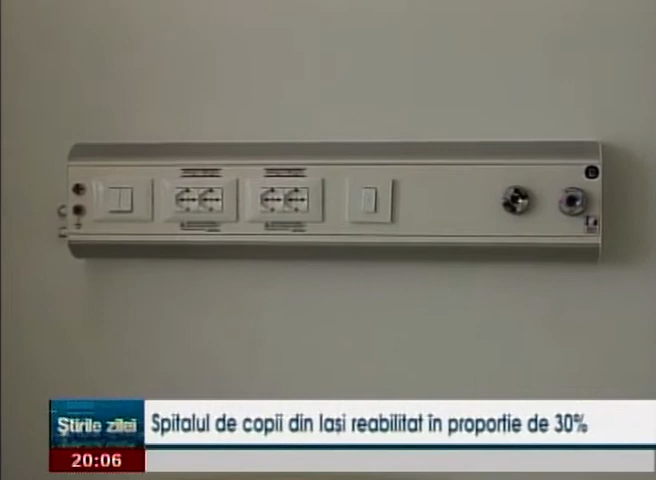 Spitalul de copii din Iași reabilitat în proporție de 30%
Știrile zilei
20:06